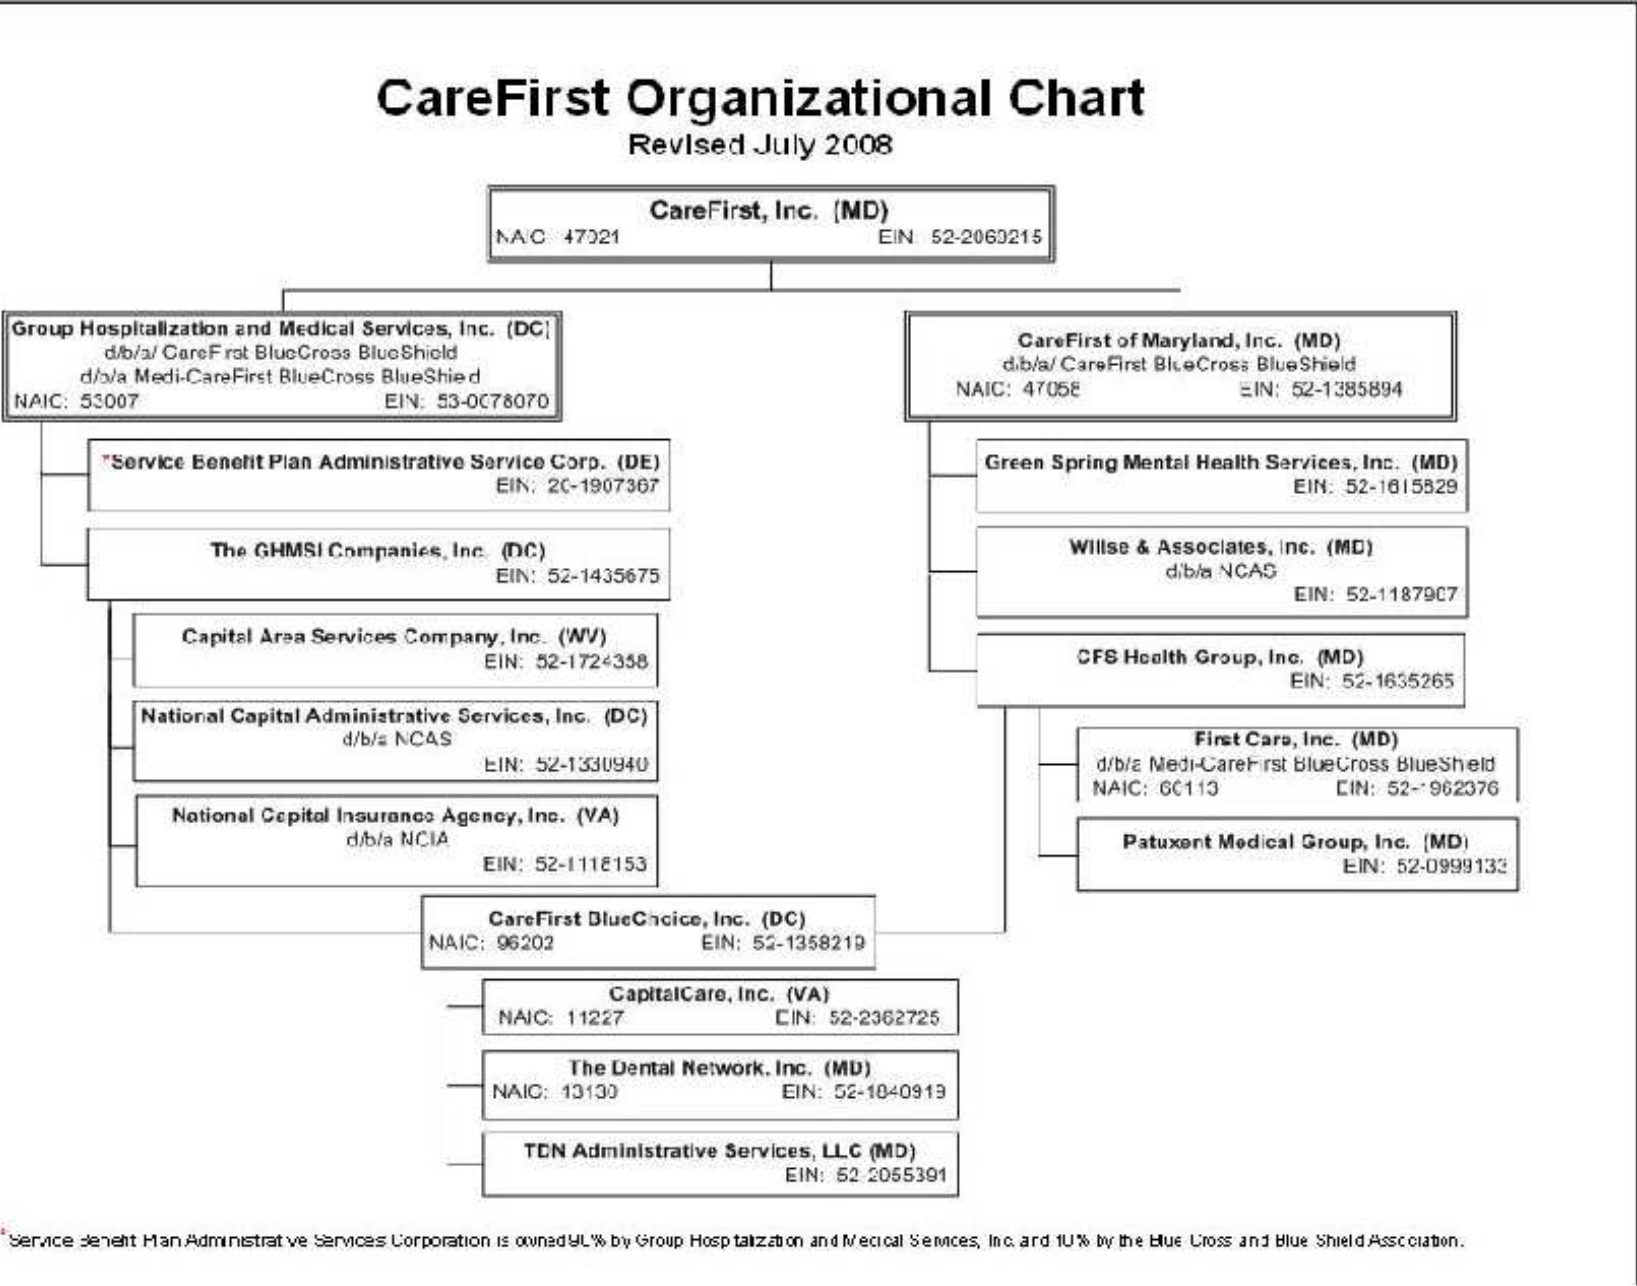 CareFirst Organizational Chart
Revised July 2008
CareFirst, Inc. (MD)
NAIC: 47021 EIN: 52-2069215
Group Hospitalization and Medical Services, Inc. (DC)
d/b/a/ CareFirst BlueCross BlueShield
d/b/a Medi-CareFirst BlueCross BlueShield
NAIC: 53007 EIN: 53-0078070
CareFirst of Maryland, Inc. (MD)
d/b/a/ CareFirst BlueCross BlueShield
NAIC: 47058 EIN: 52-1385894
*Service Benefit Plan Administrative Service Corp. (DE)
EIN: 20-1907367
The GHMSI Companies, Inc. (DC)
EIN: 52-1435675
Capital Area Services Company, Inc. (WV)
EIN: 52-1724358
National Capital Administrative Services, Inc. (DC)
d/b/a NCAS
EIN: 52-1330940
National Capital Insurance Agency, Inc. (VA)
d/b/a NCIA
EIN: 52-1118153
Green Spring Mental Health Services, Inc. (MD)
EIN: 52-1615829
Willse & Associates, Inc. (MD)
d/b/a NCAS
EIN: 52-1187907
CFS Health Group, Inc. (MD)
EIN: 52-1635265
First Care, Inc. (MD)
d/b/a Medi-CareFirst BlueCross BlueShield
NAIC: 60113 EIN: 52-1962376
Patuxent Medical Group, Inc. (MD)
EIN: 52-0999133
CareFirst BlueChoice, Inc. (DC)
NAIC: 96202 EIN: 52-1358219
CapitalCare, Inc. (VA)
NAIC: 11227 EIN: 52-2362725
The Dental Network, Inc. (MD)
NAIC: 13130 EIN: 52-1840919
TDN Administrative Services, LLC (MD)
EIN: 52-2055391
*Service Benefit Plan Administrative Services Corporation is owned 90% by Group Hospitalization and Medical Services, Inc. and 10% by the Blue Cross and Blue Shield Association.